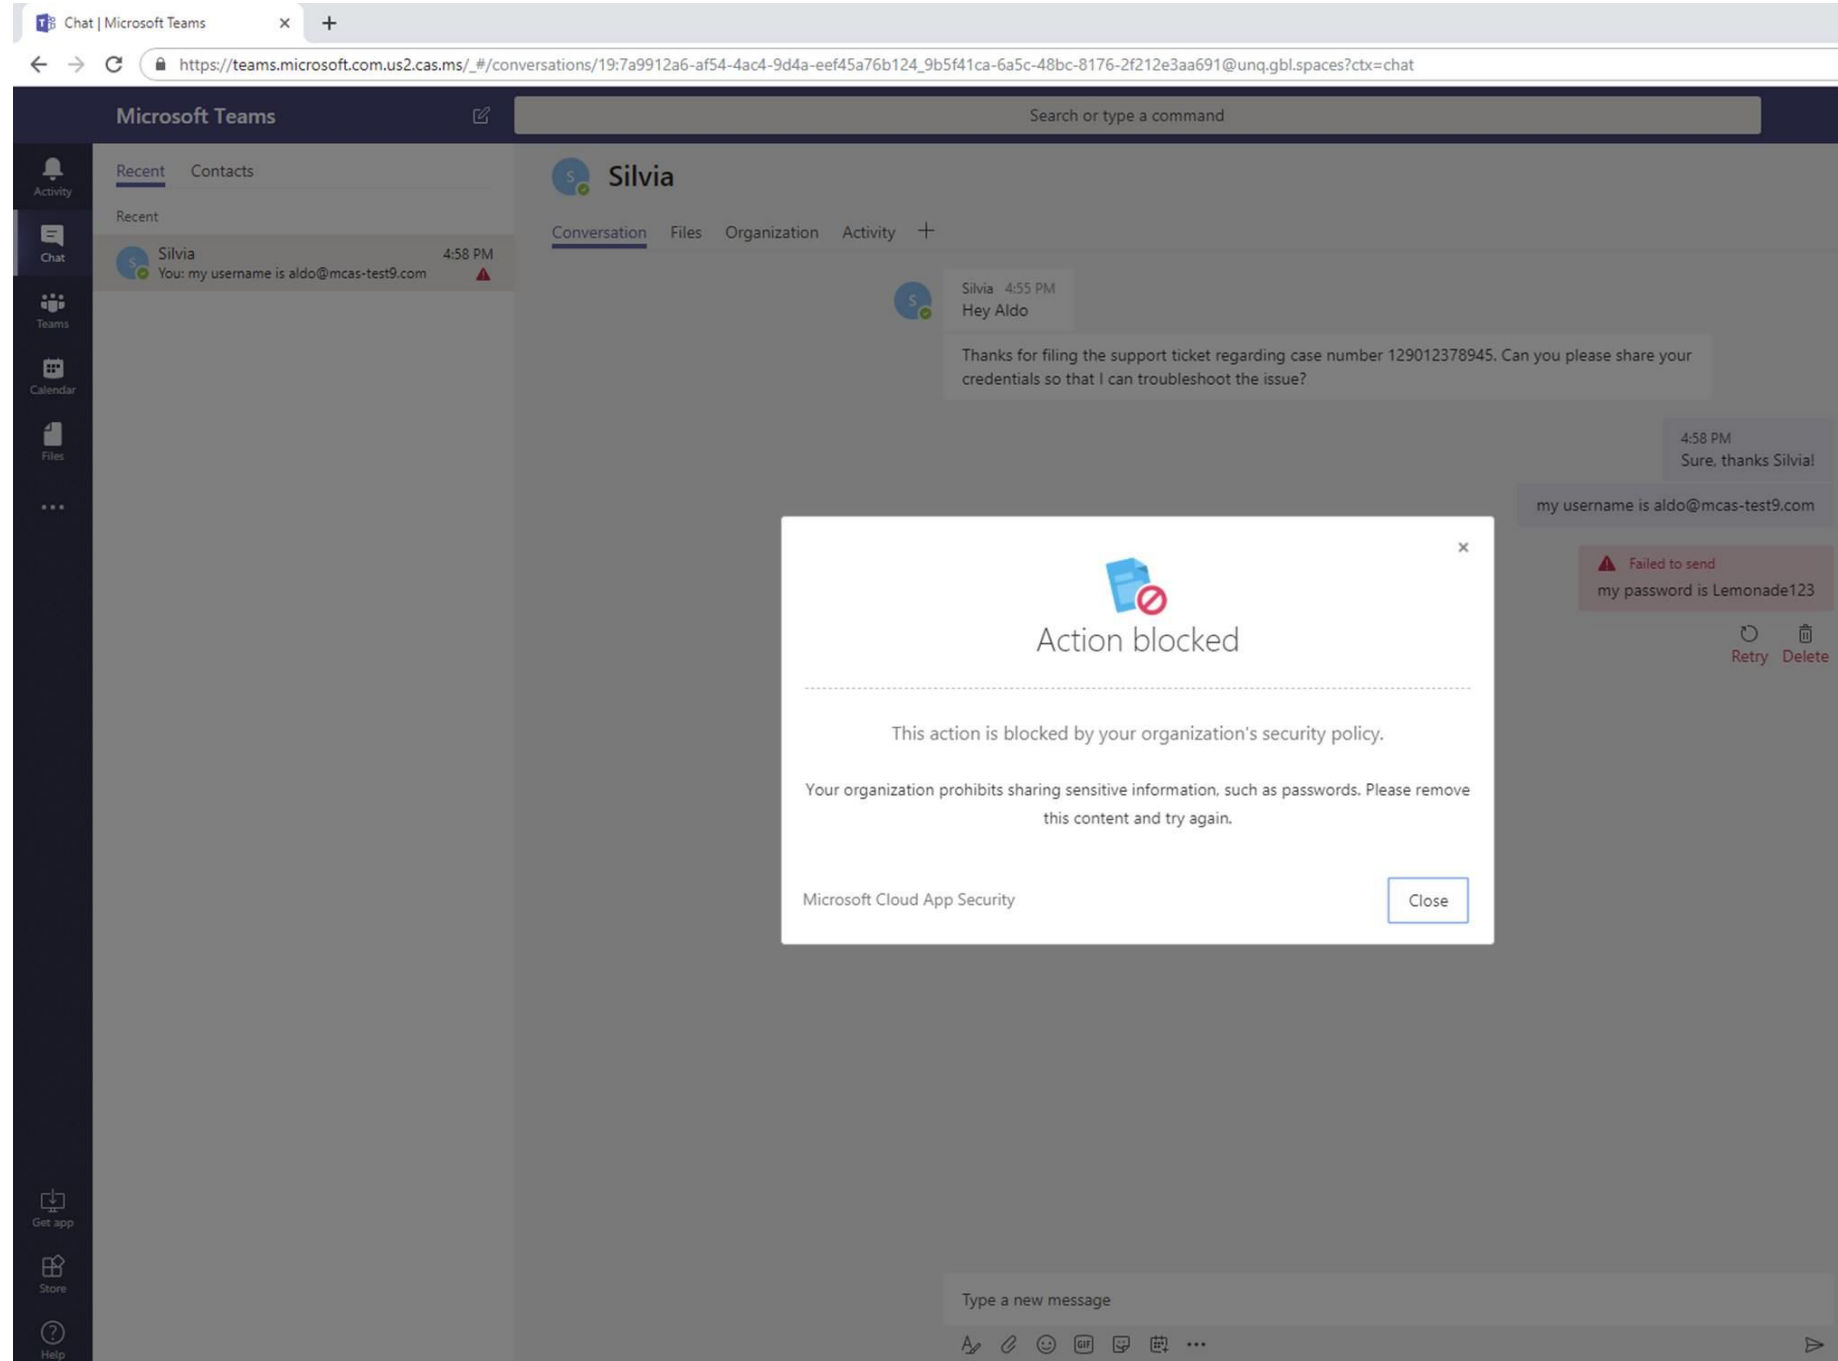 Chat | Microsoft Teams
https://teams.microsoft.com.us2.cas.ms/_#/conversations/19:7a9912a6-af54-4ac4-9d4a-eef45a76b124_9b5f41ca-6a5c-48bc-8176-2f212e3aa691@unq.gbl.spaces?ctx=chat
Microsoft Teams
Search or type a command
Activity
Chat
Teams
Calendar
Files
Get app
Store
Help
Recent Contacts
Recent
S
Silvia 4:58 PM
You: my username is aldo@mcas-test9.com
S
Silvia
Conversation Files Organization Activity
S
Silvia 4:55 PM
Hey Aldo
Thanks for filing the support ticket regarding case number 129012378945. Can you please share your
credentials so that I can troubleshoot the issue?
4:58 PM
Sure, thanks Silvia!
my username is aldo@mcas-test9.com
Failed to send
my password is Lemonade123
Retry Delete
Action blocked
This action is blocked by your organization's security policy.
Your organization prohibits sharing sensitive information, such as passwords. Please remove
this content and try again.
Microsoft Cloud App Security
Close
Type a new message
GIF